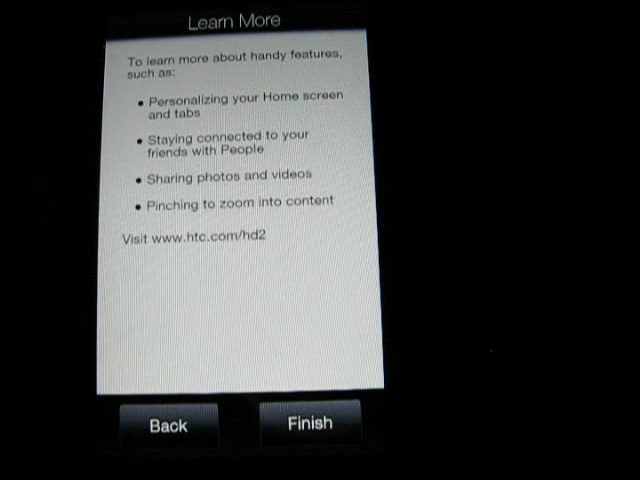 Learn More
To learn more about handy features,
such as:
• Personalizing your Home screen
and tabs
• Staying connected to your
friends with People
• Sharing photos and videos
• Pinching to zoom into content
Visit www.htc.com/hd2
Back Finish